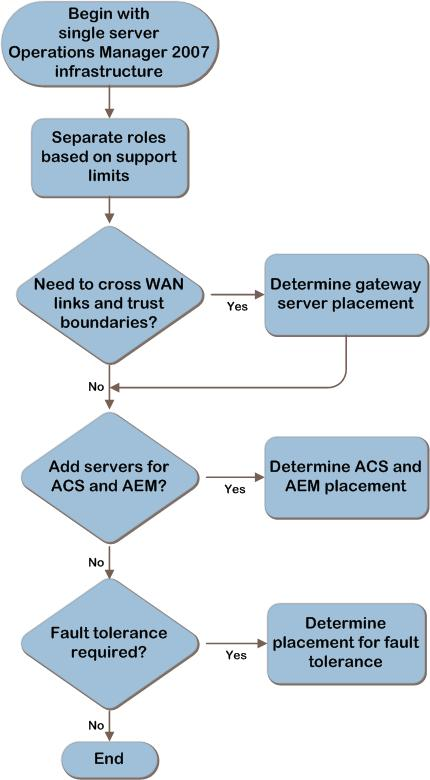 Begin with
single server
Operations Manager 2007
infrastructure
Separate roles
based on support
limits
Need to cross WAN
links and trust
boundaries?
Yes
Determine gateway
server placement
No
Add servers for
ACS and AEM?
Yes
Determine ACS and
AEM placement
No
Fault tolerance
required?
Yes
Determine
placement for fault
tolerance
No
End